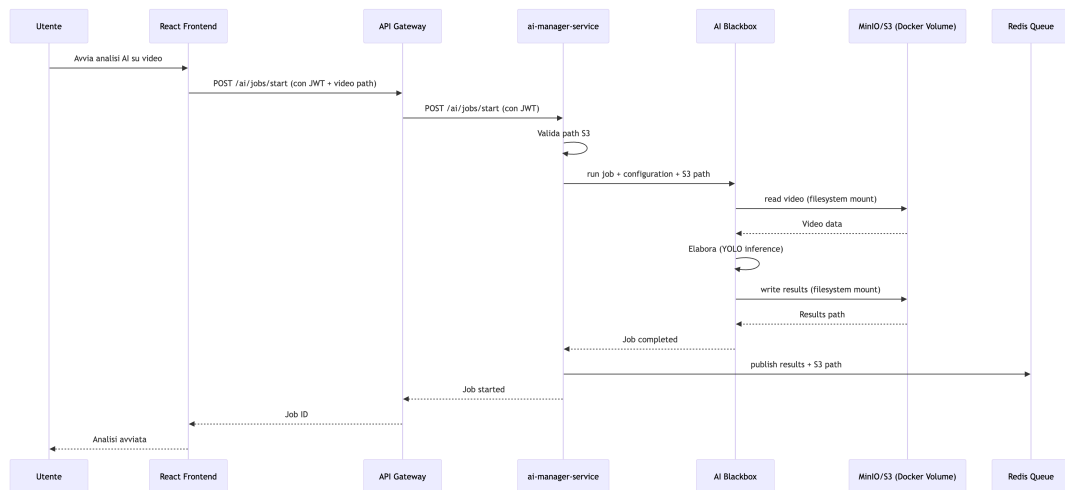 Utente
React Frontend
API Gateway
ai-manager-service
AI Blackbox
MinIO/S3 (Docker Volume)
Redis Queue
Avvia analisi AI su video
POST /ai/jobs/start (con JWT + video path)
POST /ai/jobs/start (con JWT)
Valida path S3
run job + configuration + S3 path
read video (filesystem mount)
Video data
Elabora (YOLO inference)
write results (filesystem mount)
Results path
Job completed
publish results + S3 path
Job started
Job ID
Analisi avviata
Utente
React Frontend
API Gateway
ai-manager-service
AI Blackbox
MinIO/S3 (Docker Volume)
Redis Queue